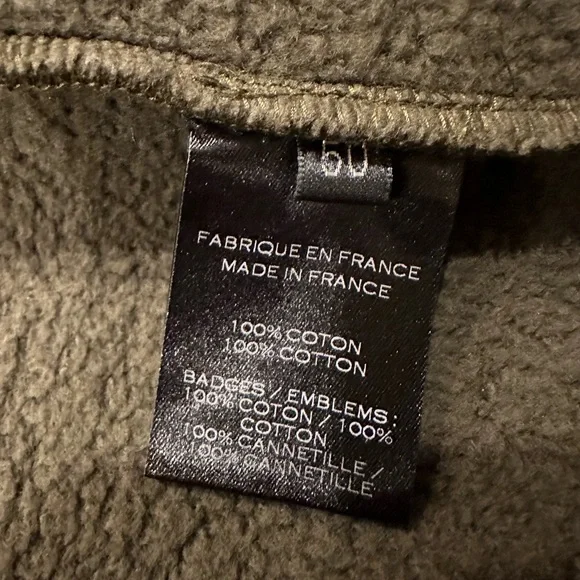 50
FABRIQUE EN FRANCE
MADE IN FRANCE
100% COTON
100% COTTON
BADGES / EMBLEMS :
100% COTON / 100%
COTTON
100% CANNETILLE /
100% CANNETILLE